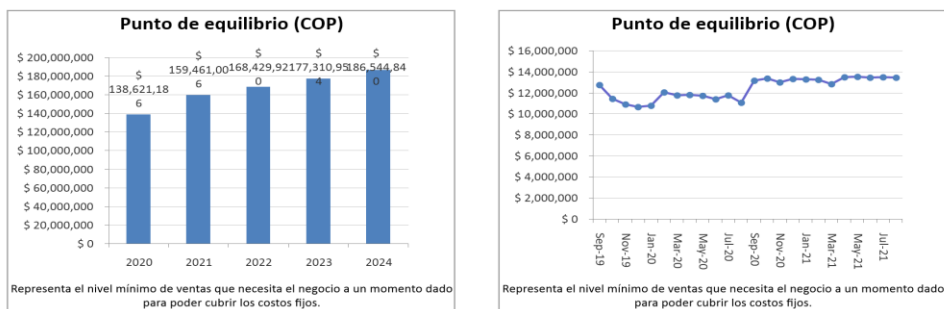 Punto de equilibrio (COP)
$ 200,000,000
$ 180,000,000
$ 160,000,000
$ 140,000,000
$ 120,000,000
$ 100,000,000
$ 80,000,000
$ 60,000,000
$ 40,000,000
$ 20,000,000
$ 0
$
138,621,18
6
$
159,461,00
6
$
168,429,92
0
$
177,310,95
4
$
186,544,84
0
2020
2021
2022
2023
2024
Representa el nivel mínimo de ventas que necesita el negocio a un momento dado
para poder cubrir los costos fijos.
Punto de equilibrio (COP)
$ 16,000,000
$ 14,000,000
$ 12,000,000
$ 10,000,000
$ 8,000,000
$ 6,000,000
$ 4,000,000
$ 2,000,000
$ 0
Sep-19
Nov-19
Jan-20
Mar-20
May-20
Jul-20
Sep-20
Nov-20
Jan-21
Mar-21
May-21
Jul-21
Representa el nivel mínimo de ventas que necesita el negocio a un momento dado
para poder cubrir los costos fijos.